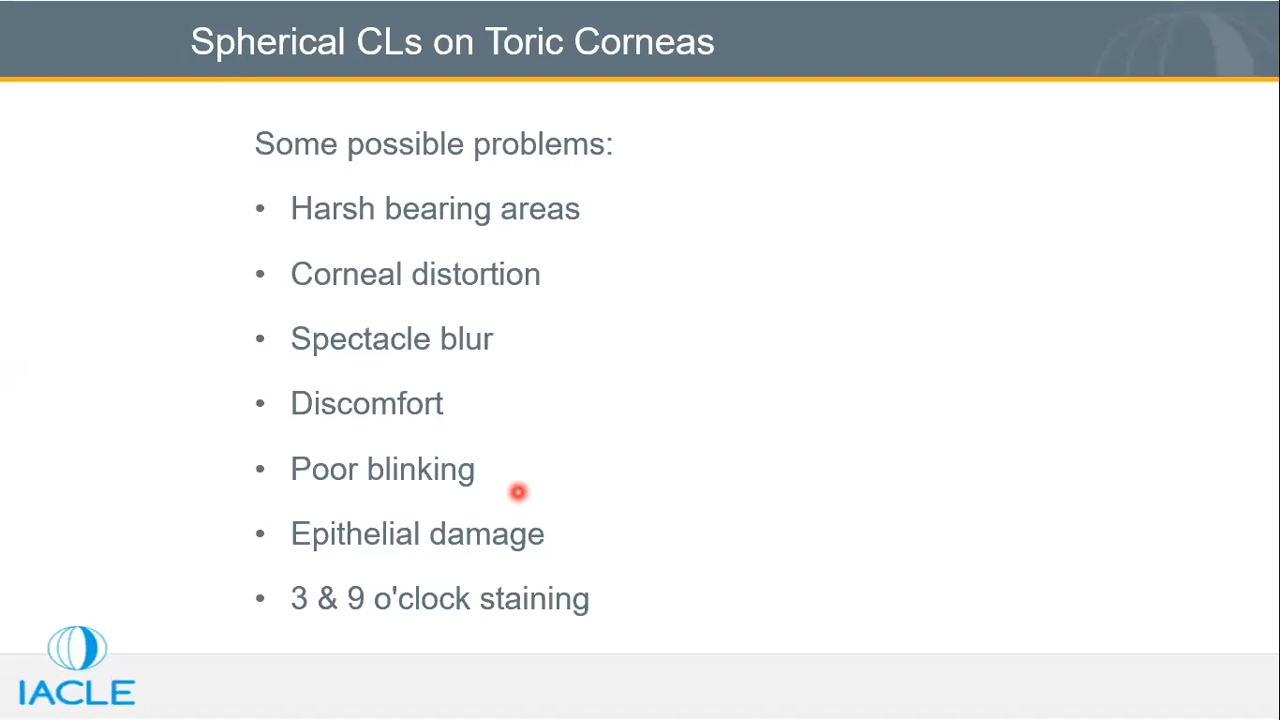 Spherical CLs on Toric Corneas
Some possible problems:
• Harsh bearing areas
• Corneal distortion
• Spectacle blur
• Discomfort
• Poor blinking
• Epithelial damage
• 3 & 9 o'clock staining
IACLE